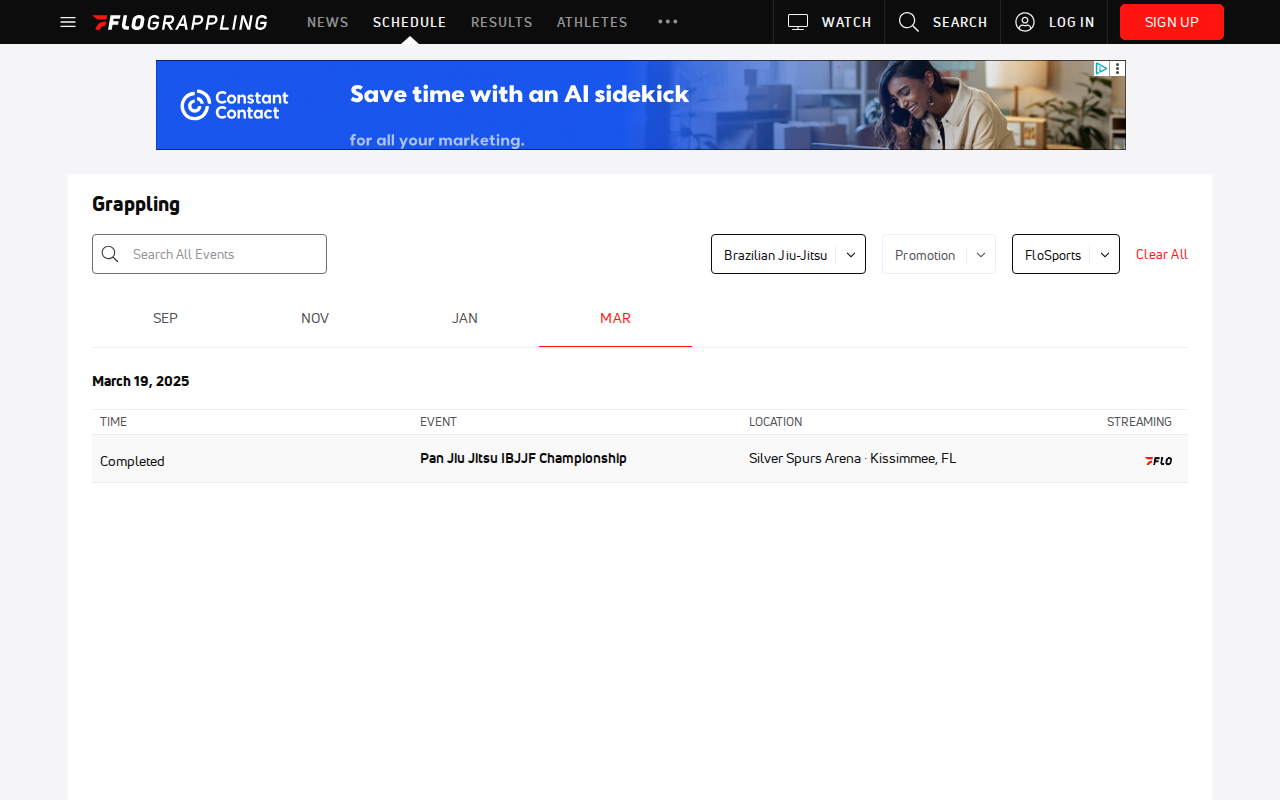 FLOGRAPPLING
NEWS
SCHEDULE
RESULTS
ATHLETES
WATCH
SEARCH
LOG IN
SIGN UP
Constant Contact
Save time with an AI sidekick
for all your marketing.
Grappling
Search All Events
Brazilian Jiu-Jitsu
Promotion
FloSports
Clear All
SEP
NOV
JAN
MAR
March 19, 2025
TIME
EVENT
LOCATION
STREAMING
Completed
Pan Jiu Jitsu IBJJF Championship
Silver Spurs Arena · Kissimmee, FL
FLO